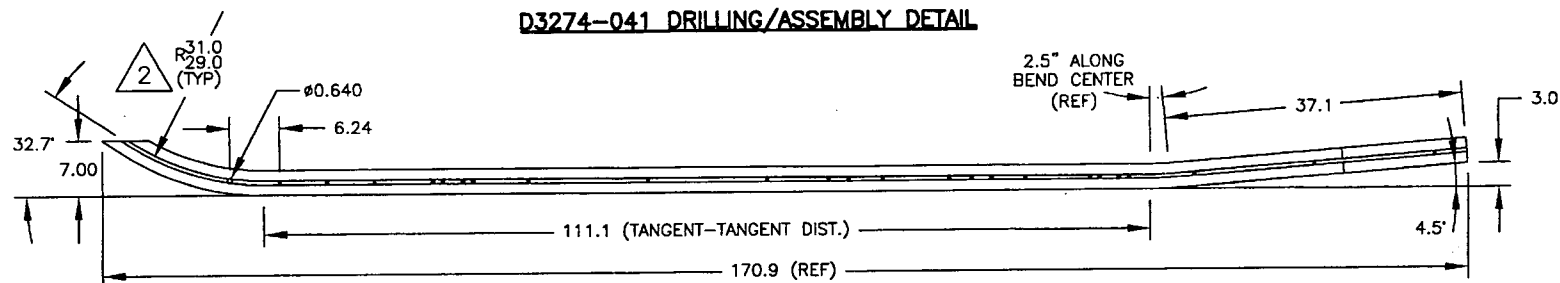 D3274-041 DRILLING/ASSEMBLY DETAIL
2
R31.0
29.0
(TYP)
ø0.640
6.24
2.5" ALONG
BEND CENTER
(REF)
37.1
3.0
32.7°
7.00
111.1 (TANGENT-TANGENT DIST.)
4.5°
170.9 (REF)